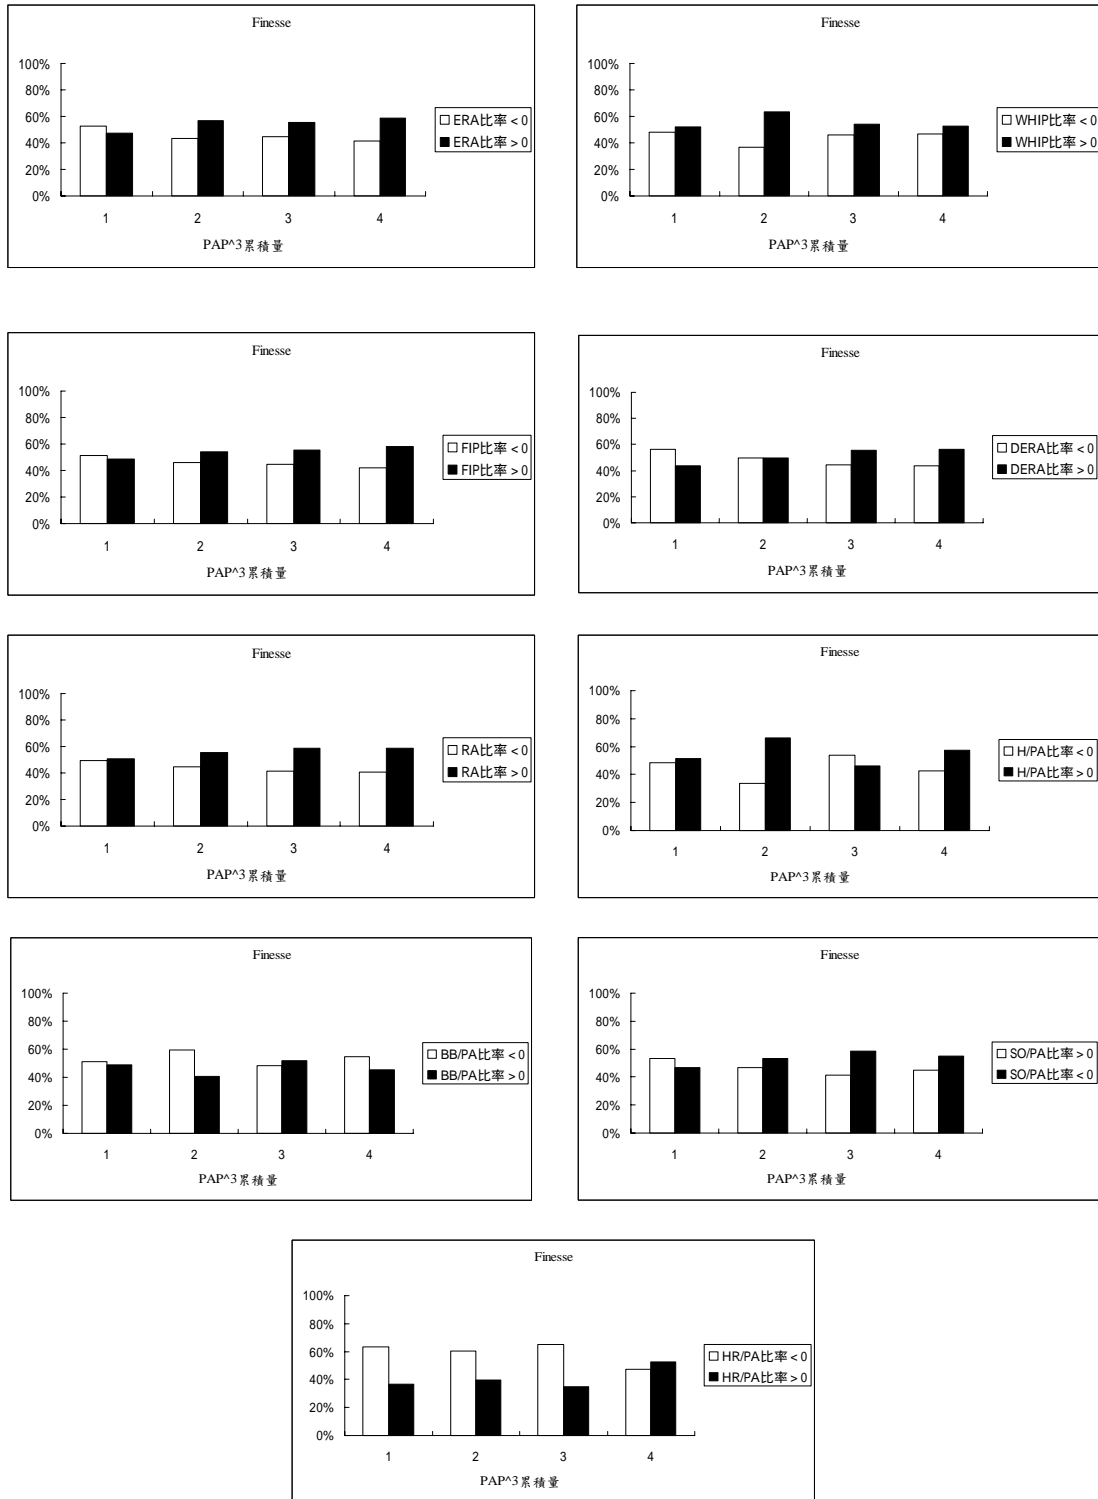 Finesse
100%
80%
60%
40%
20%
0%
1 2 3 4
PAP^3累積量
ERA比率<0
ERA比率>0
Finesse
100%
80%
60%
40%
20%
0%
1 2 3 4
PAP^3累積量
WHIP比率<0
WHIP比率>0
Finesse
100%
80%
60%
40%
20%
0%
1 2 3 4
PAP^3累積量
FIP比率<0
FIP比率>0
Finesse
100%
80%
60%
40%
20%
0%
1 2 3 4
PAP^3累積量
DERA比率<0
DERA比率>0
Finesse
100%
80%
60%
40%
20%
0%
1 2 3 4
PAP^3累積量
RA比率<0
RA比率>0
Finesse
100%
80%
60%
40%
20%
0%
1 2 3 4
PAP^3累積量
H/PA比率<0
H/PA比率>0
Finesse
100%
80%
60%
40%
20%
0%
1 2 3 4
PAP^3累積量
BB/PA比率<0
BB/PA比率>0
Finesse
100%
80%
60%
40%
20%
0%
1 2 3 4
PAP^3累積量
SO/PA比率>0
SO/PA比率<0
Finesse
100%
80%
60%
40%
20%
0%
1 2 3 4
PAP^3累積量
HR/PA比率<0
HR/PA比率>0